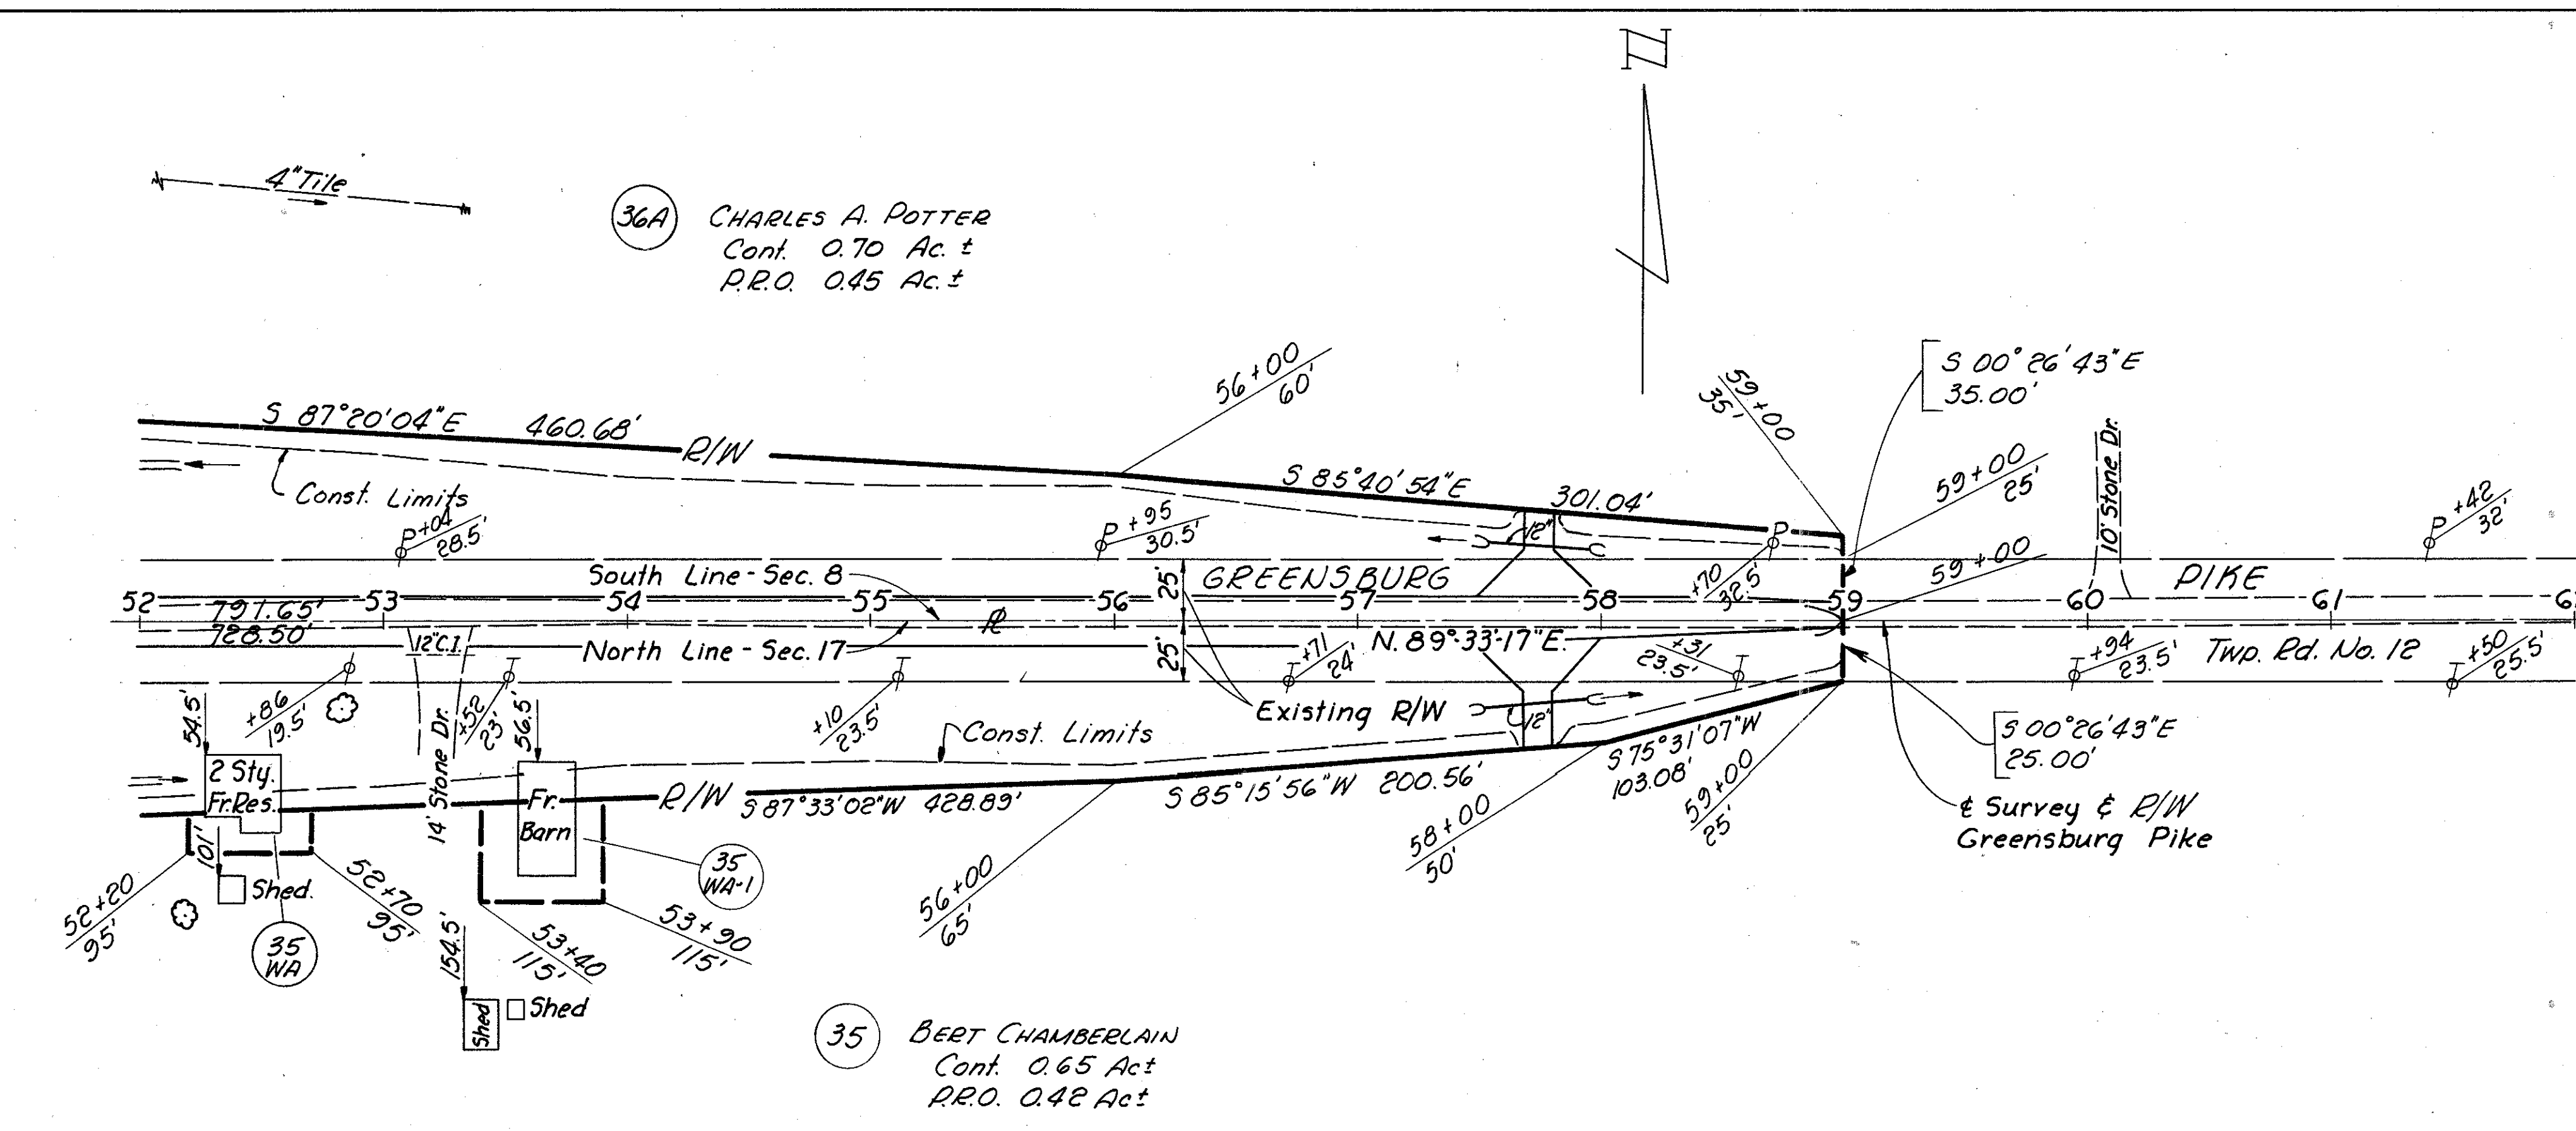 N
4"Tile
36A
CHARLES A. POTTER
Cont. 0.70 Ac. ±
P.R.O. 0.45 Ac. ±
56+00
60'
59+00
35'
S 00° 26' 43" E
35.00'
S 87°20'04"E 460.68'
R/W
Const. Limits
S 85°40'54"E 301.04'
59+00
25'
10' Stone Dr.
+42
32'
P
P
+04
28.5'
P
+95
30.5'
12"
P
+70
32.5'
59+00
South Line - Sec. 8
25'
GREENSBURG
PIKE
52
53
54
55
56
57
58
59
60
61
791.65'
728.50'
12"C.I.
North Line - Sec. 17
PL
25'
N. 89°-33'-17"E.
Twp. Rd. No. 12
+86
19.5'
+52
23'
+10
23.5'
+71
24'
+31
23.5'
+94
23.5'
+50
25.5'
T
T
T
T
T
T
Existing R/W
12"
Const. Limits
54.5'
56.5'
14' Stone Dr.
2 Sty.
Fr. Res.
Fr.
Barn
R/W
S 87°33'02"W 428.89'
S 85°15'56"W 200.56'
S 75°31'07"W
103.08'
S 00°26'43"E
25.00'
℄ Survey & R/W
Greensburg Pike
101'
Shed.
52+20
95'
52+70
95'
35
WA
35
WA-1
53+40
115'
53+90
115'
56+00
65'
58+00
50'
59+00
25'
154.5'
Shed
Shed
35
BERT CHAMBERLAIN
Cont. 0.65 Ac ±
P.R.O. 0.42 Ac ±